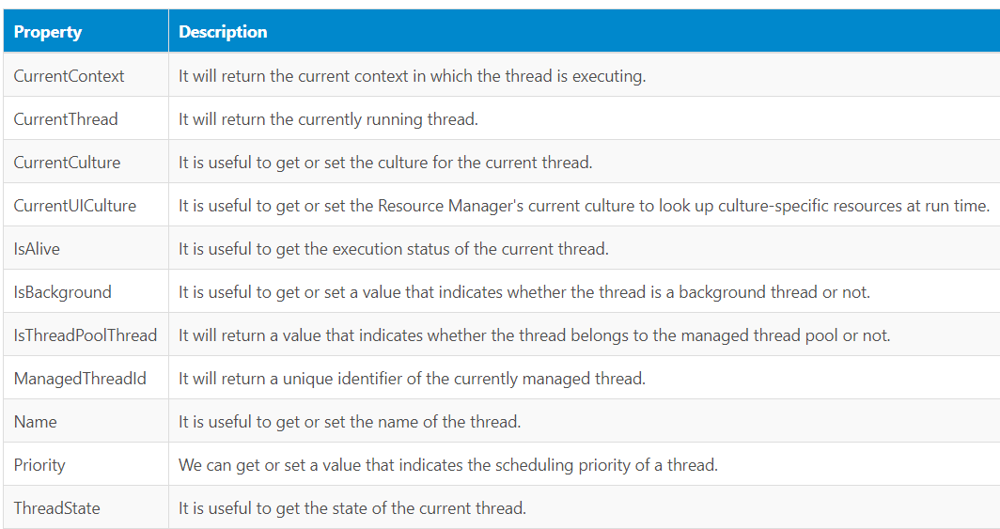 Property Description
CurrentContext It will return the current context in which the thread is executing.
CurrentThread It will return the currently running thread.
CurrentCulture It is useful to get or set the culture for the current thread.
CurrentUICulture It is useful to get or set the Resource Manager's current culture to look up culture-specific resources at run time.
IsAlive It is useful to get the execution status of the current thread.
IsBackground It is useful to get or set a value that indicates whether the thread is a background thread or not.
IsThreadPoolThread It will return a value that indicates whether the thread belongs to the managed thread pool or not.
ManagedThreadId It will return a unique identifier of the currently managed thread.
Name It is useful to get or set the name of the thread.
Priority We can get or set a value that indicates the scheduling priority of a thread.
ThreadState It is useful to get the state of the current thread.